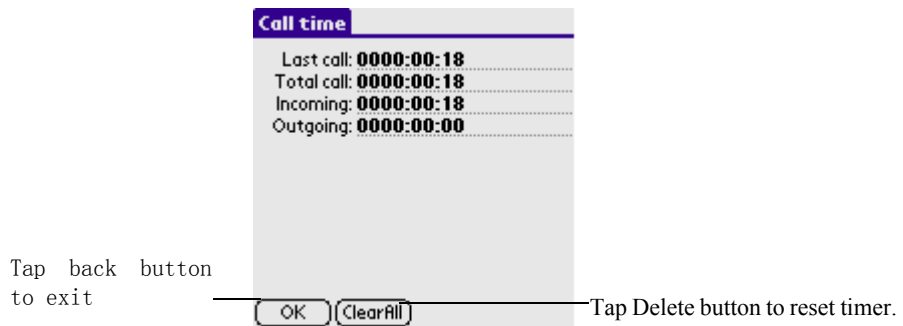 Call time
Last call: 0000:00:18
Total call: 0000:00:18
Incoming: 0000:00:18
Outgoing: 0000:00:00
Tap back button
to exit
OK
ClearAll
Tap Delete button to reset timer.